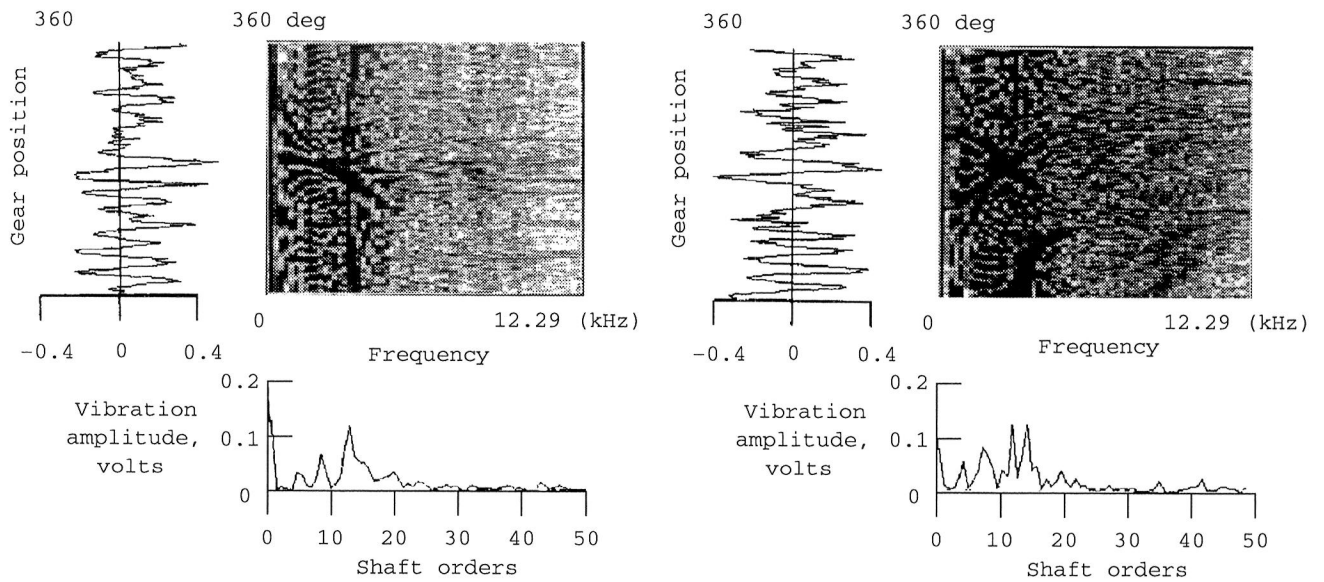 360
360 deg
Gear position
−0.4
0
0.4
0
12.29 (kHz)
Frequency
Vibration
amplitude,
volts
0.2
0.1
0
0 10 20 30 40 50
Shaft orders
360
360 deg
Gear position
−0.4
0
0.4
0
12.29 (kHz)
Frequency
Vibration
amplitude,
volts
0.2
0.1
0
0 10 20 30 40 50
Shaft orders